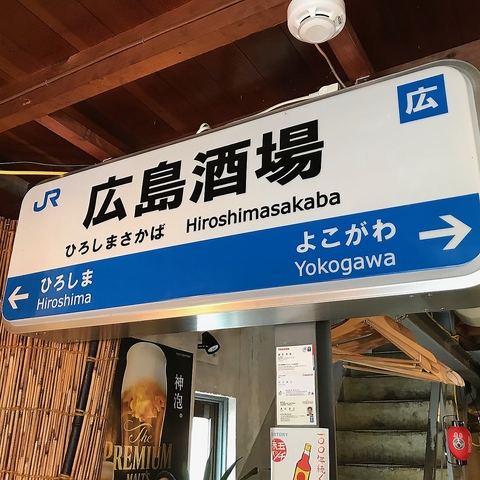 広
JR
広島酒場
ひろしまさかば Hiroshimasakaba
ひろしま
Hiroshima
よこがわ
Yokogawa
神泡。
The
PREMIUM
MALT'S
SUNTORY